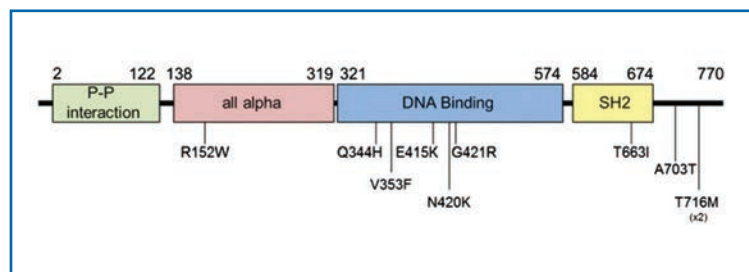 2 122 138 319 321 574 584 674 770
P-P
interaction
all alpha
DNA Binding
SH2
R152W
Q344H E415K G421R
T663I
V353F
A703T
N420K
T716M
(x2)